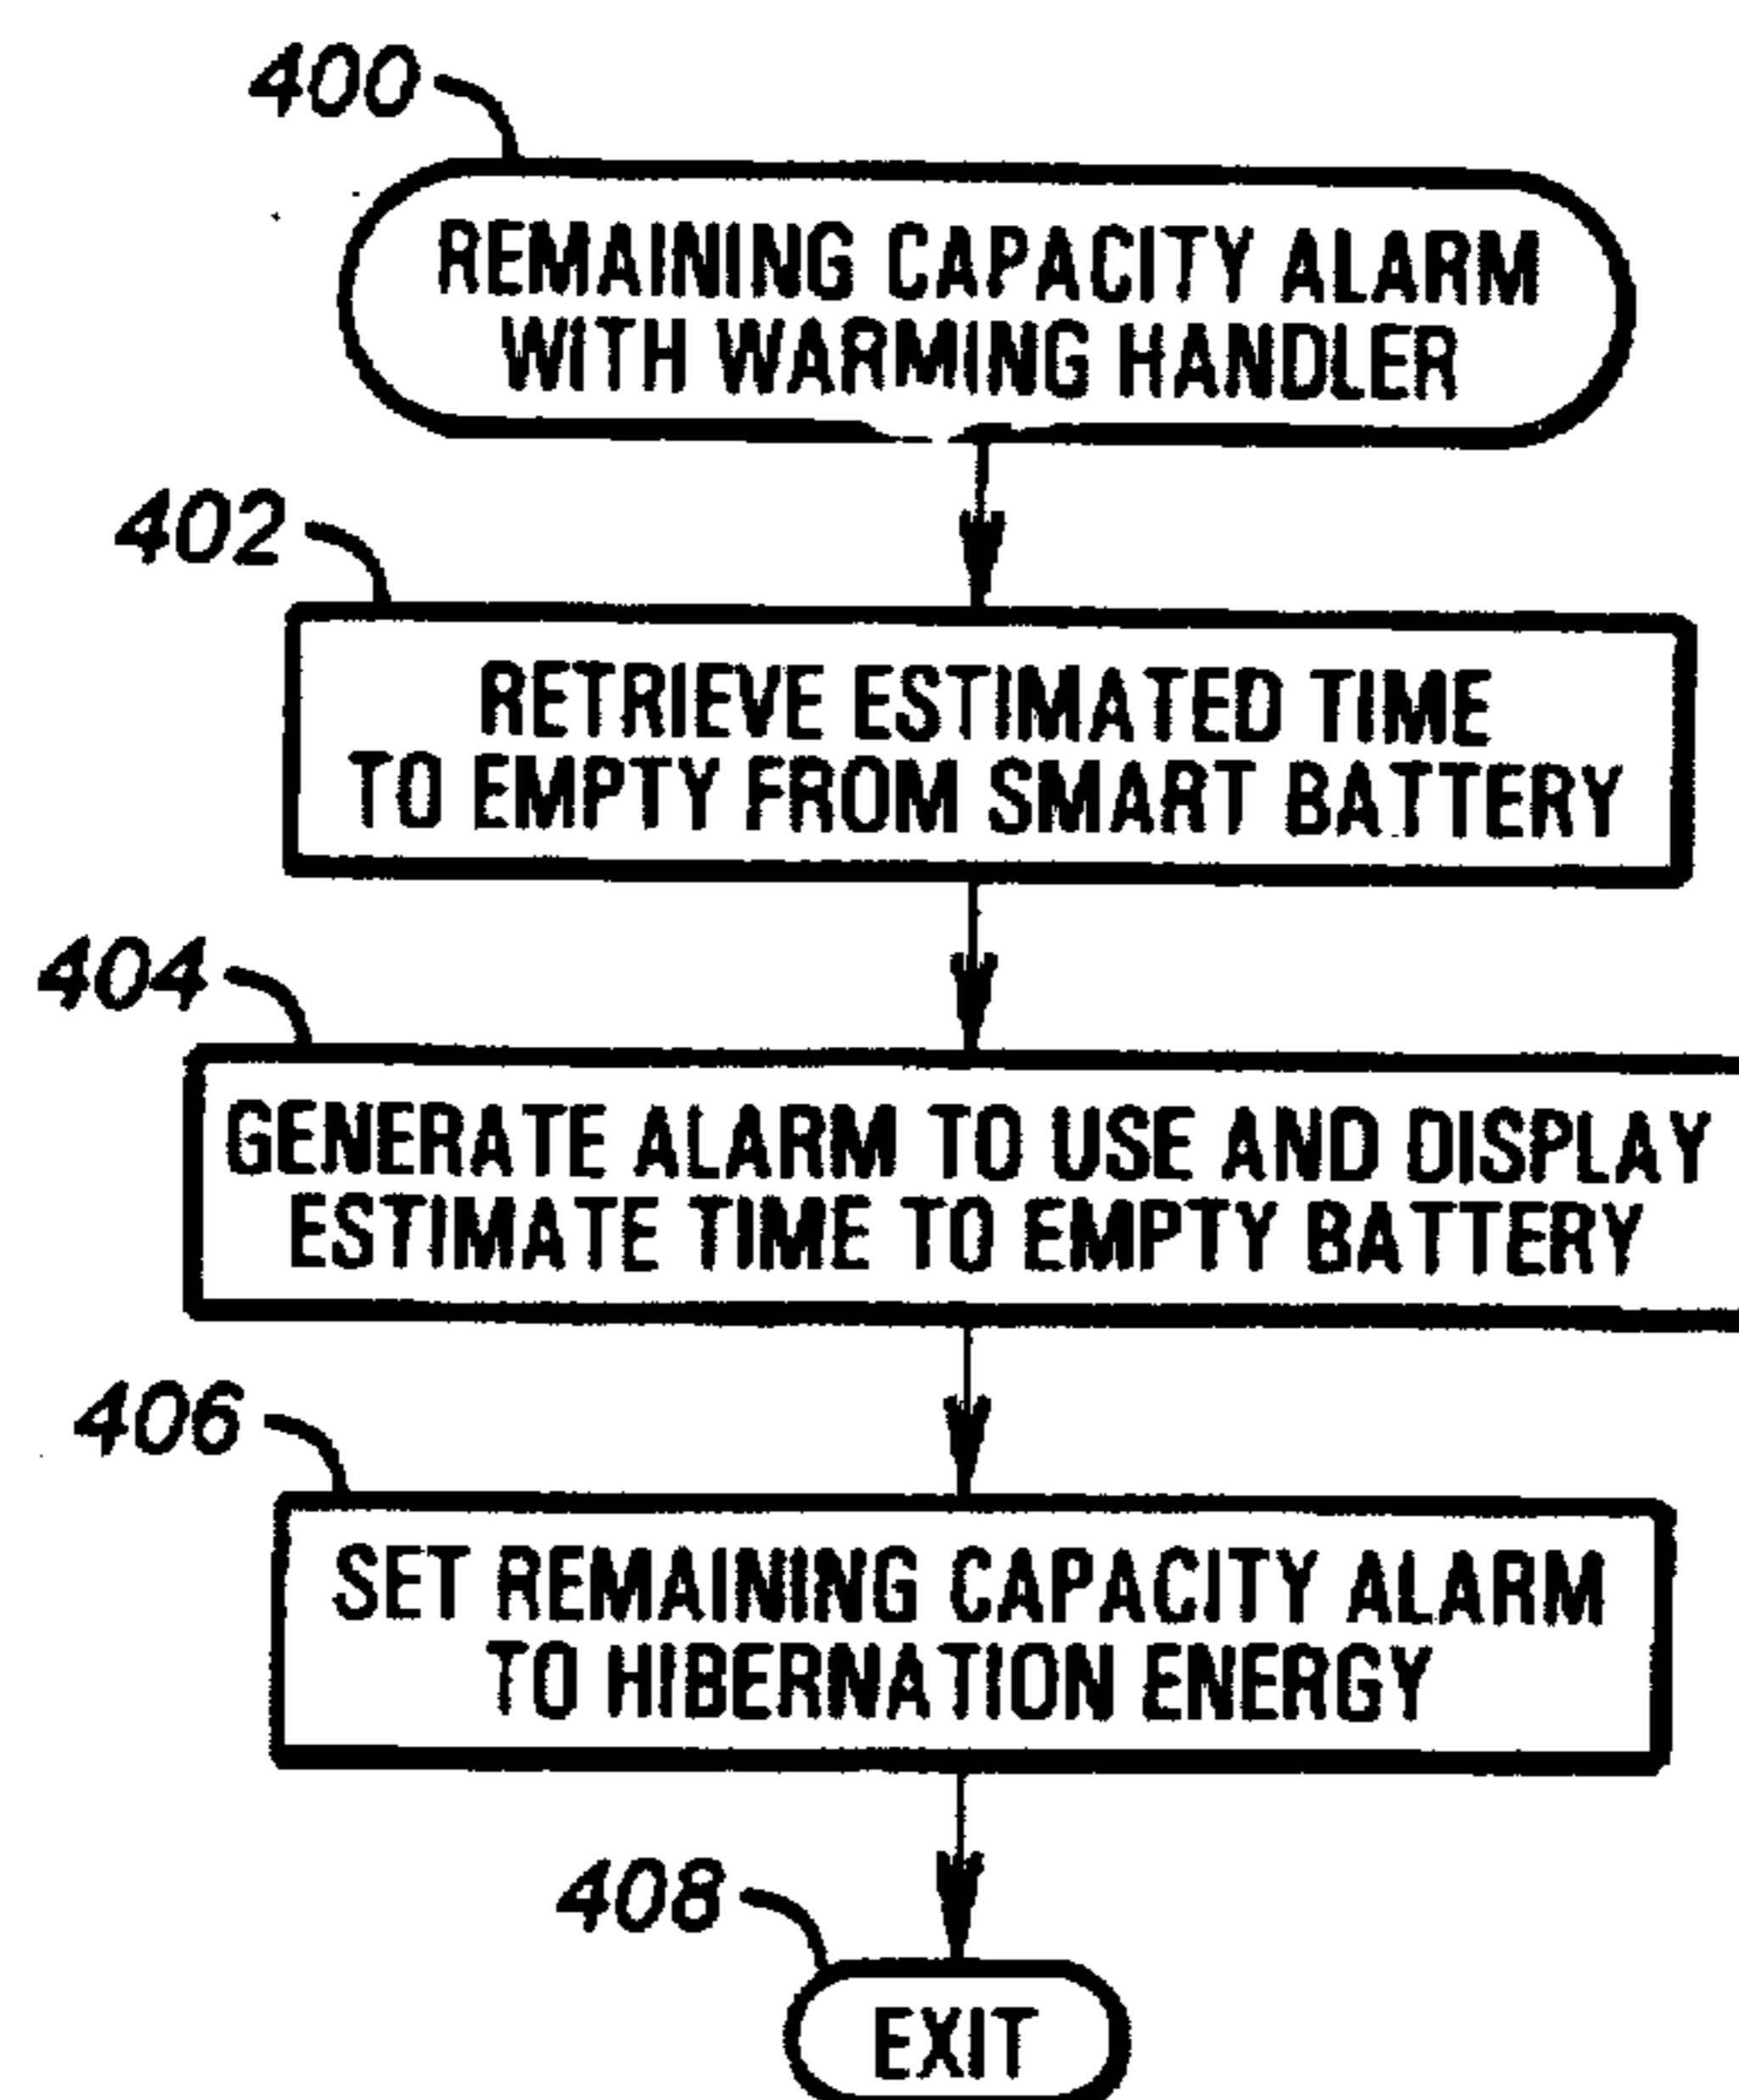 400
REMAINING CAPACITY ALARM
WITH WARMING HANDLER
402
RETRIEVE ESTIMATED TIME
TO EMPTY FROM SMART BATTERY
404
GENERATE ALARM TO USE AND DISPLAY
ESTIMATE TIME TO EMPTY BATTERY
406
SET REMAINING CAPACITY ALARM
TO HIBERNATION ENERGY
408
EXIT